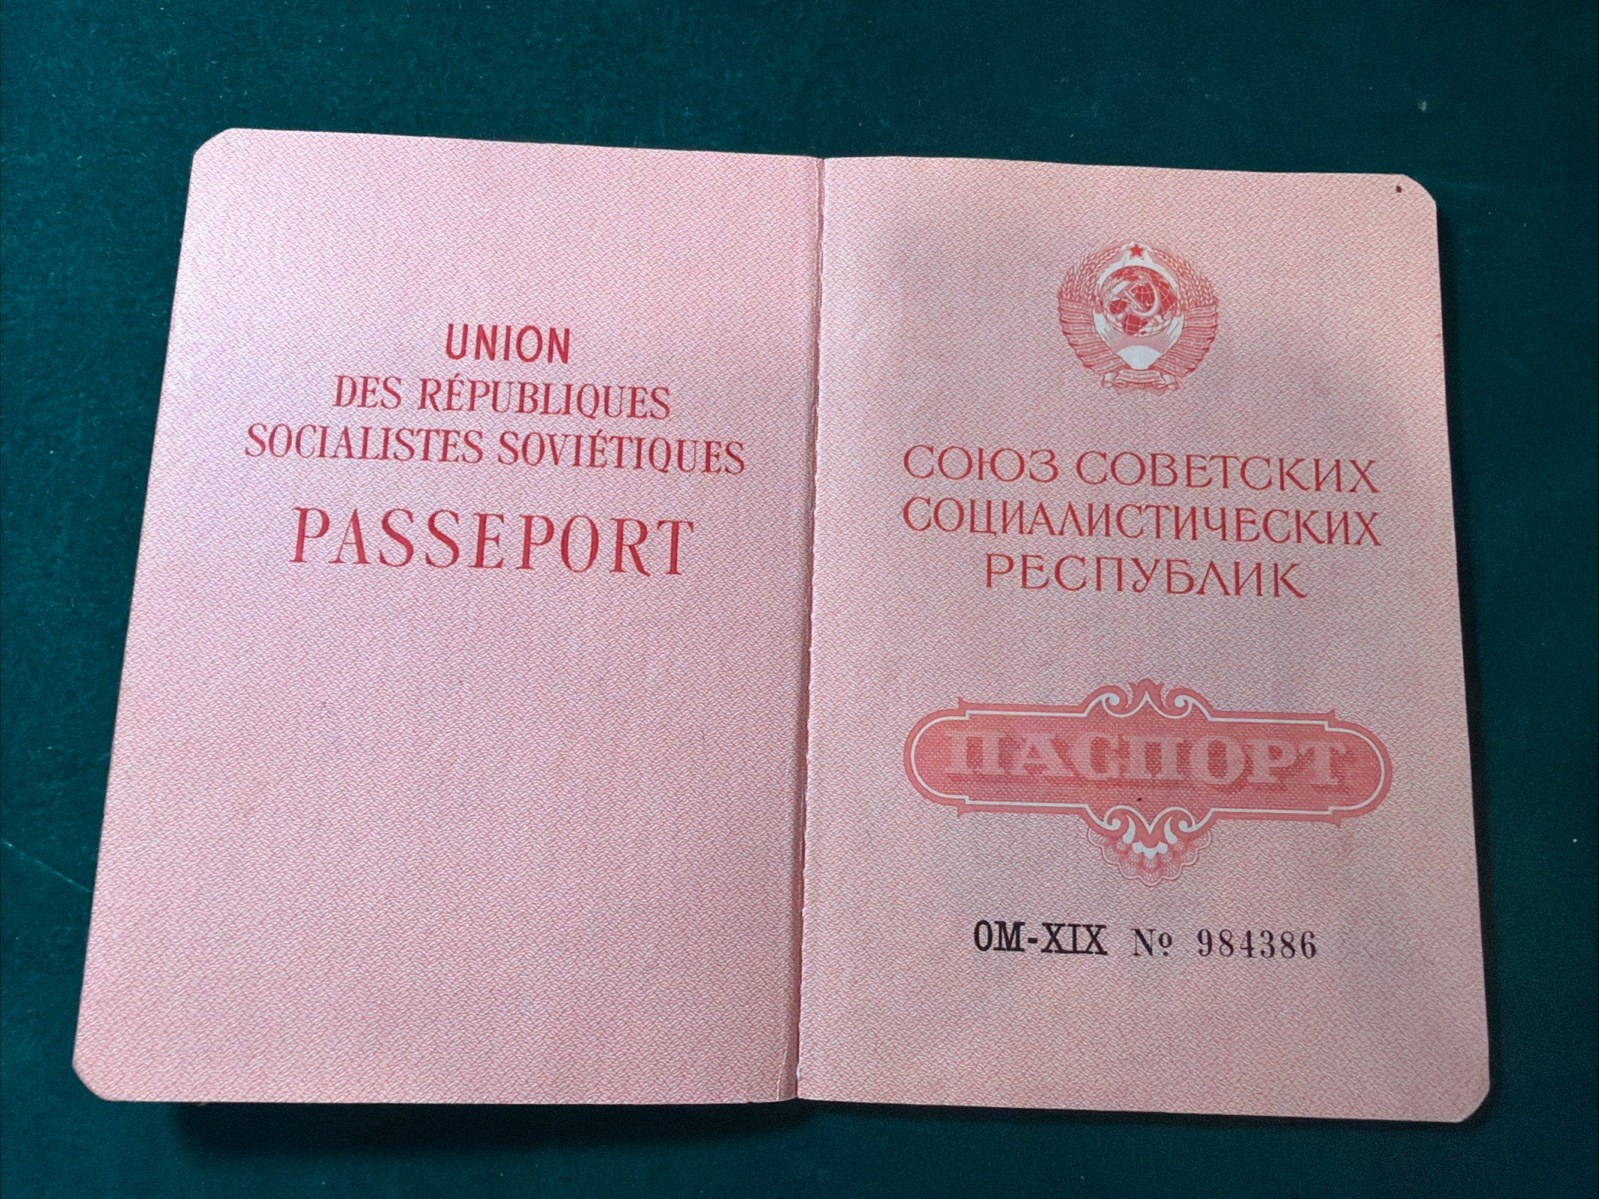 UNION
DES RÉPUBLIQUES
SOCIALISTES SOVIÉTIQUES
PASSEPORT
СОЮЗ СОВЕТСКИХ
СОЦИАЛИСТИЧЕСКИХ
РЕСПУБЛИК
ПАСПОРТ
ОМ-XIX № 984386